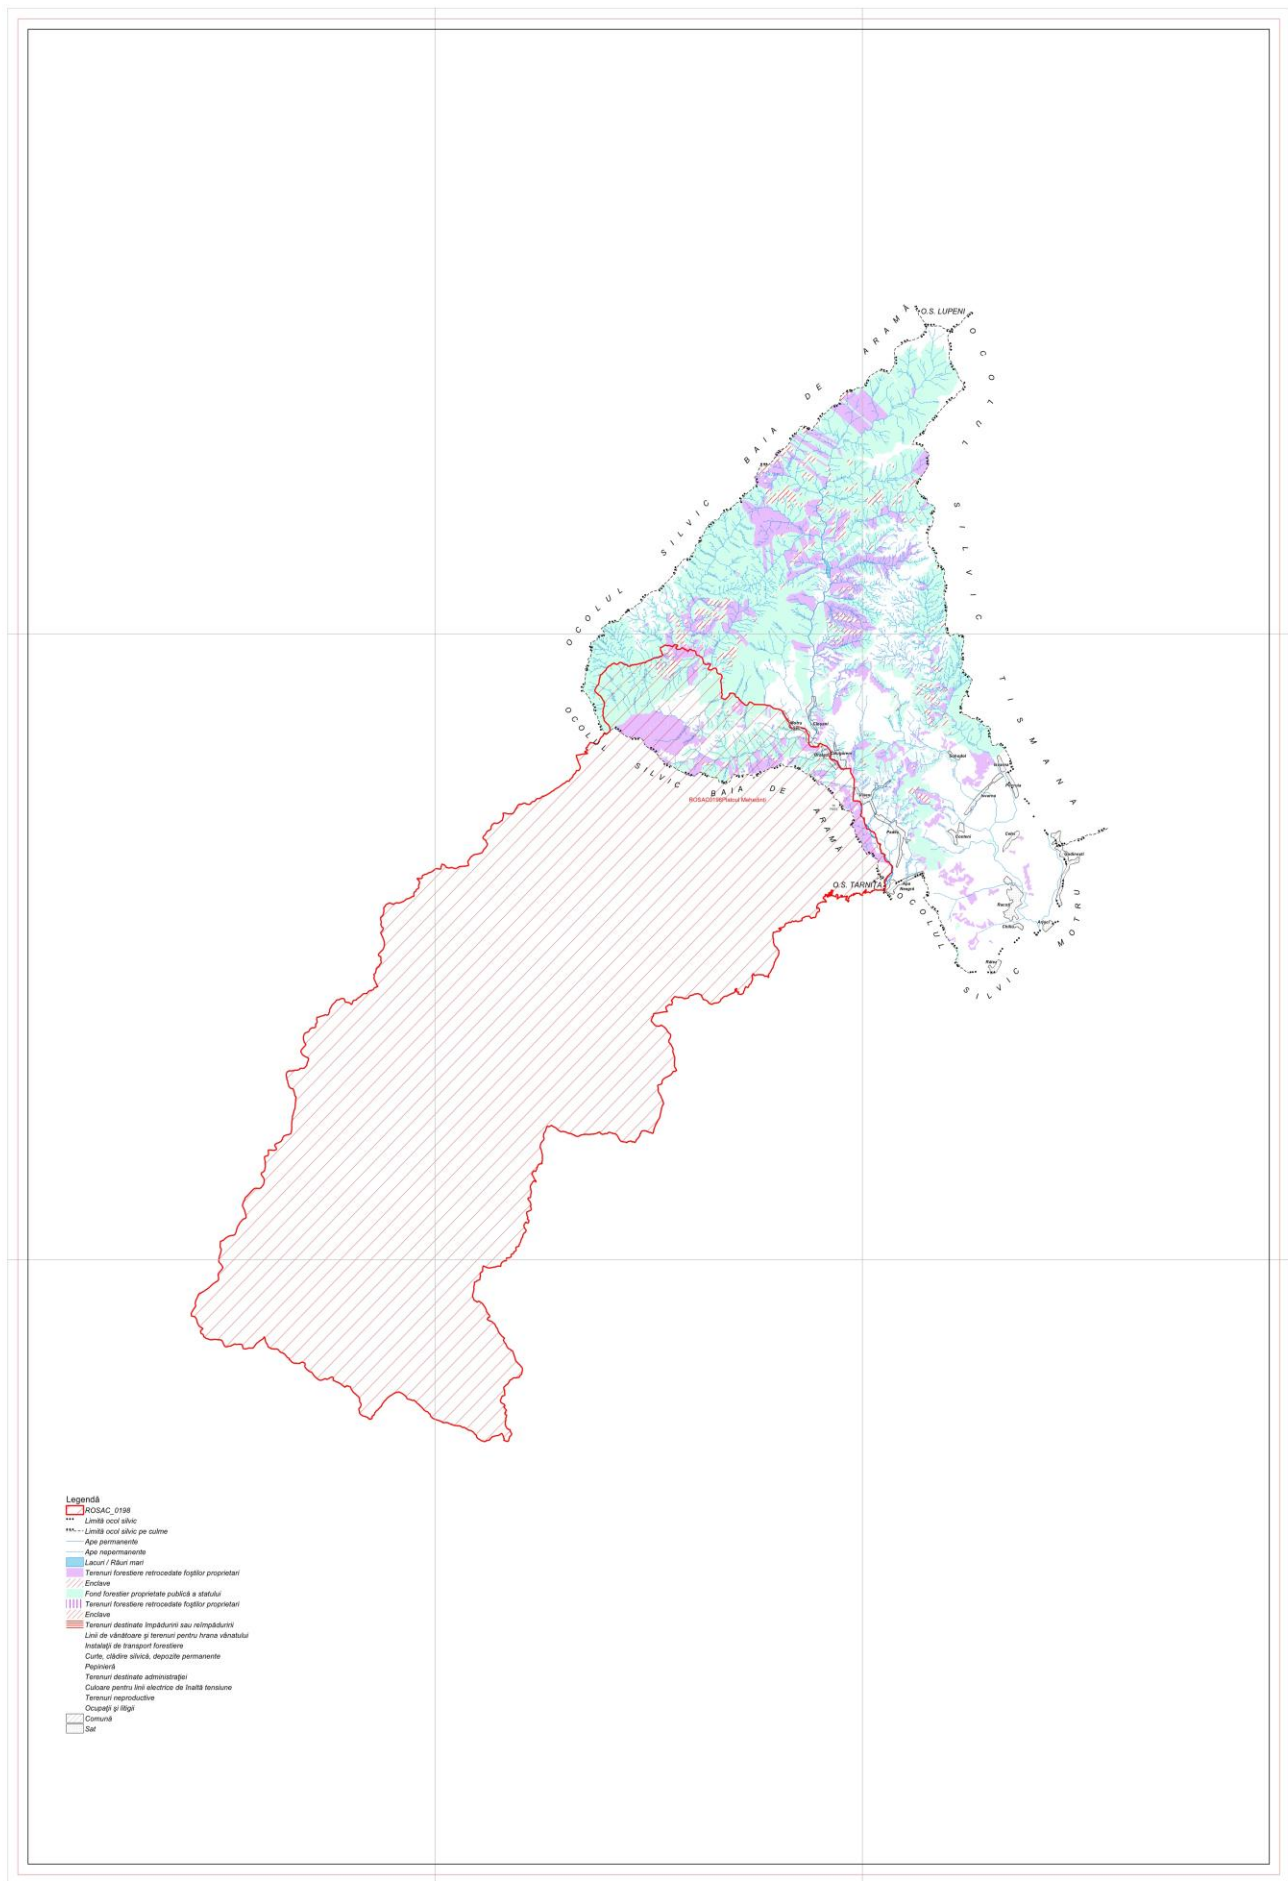 O.S. LUPENI
OCOLUL SILVIC BAIA DE ARAMĂ
OCOLUL SILVIC TISMANA
OCOLUL SILVIC BAIA DE ARAMĂ
ROSAC0198Platoul Mehedinți
Padeș
Apa
Neagră
O.S. TARNIȚA
OCOLUL SILVIC MOTRU
Legendă
ROSAC_0198
Limită ocol silvic
Limită ocol silvic pe culme
Ape permanente
Ape nepermanente
Lacuri / Râuri mari
Terenuri forestiere retrocedate foștilor proprietari
Enclave
Fond forestier proprietate publică a statului
Terenuri forestiere retrocedate foștilor proprietari
Enclave
Terenuri destinate împăduririi sau reîmpăduririi
Linii de vânătoare și terenuri pentru hrana vânatului
Instalații de transport forestiere
Curte, clădire silvică, depozite permanente
Pepinieră
Terenuri destinate administrației
Culoare pentru linii electrice de înaltă tensiune
Terenuri neproductive
Ocupații și litigii
Comună
Sat